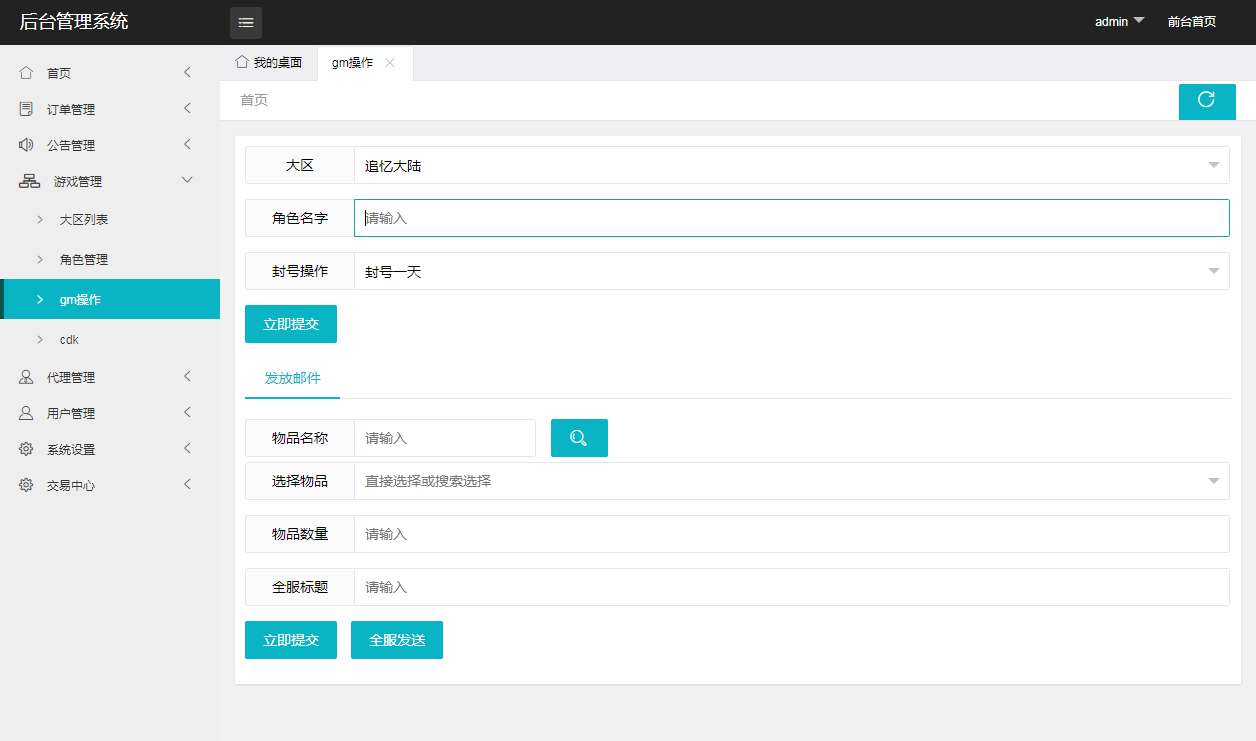 后台管理系统
admin 前台首页
首页
订单管理
公告管理
游戏管理
大区列表
角色管理
gm操作
cdk
代理管理
用户管理
系统设置
交易中心
我的桌面 gm操作
首页
大区 追忆大陆
角色名字 请输入
封号操作 封号一天
立即提交
发放邮件
物品名称 请输入
选择物品 直接选择或搜索选择
物品数量 请输入
全服标题 请输入
立即提交 全服发送